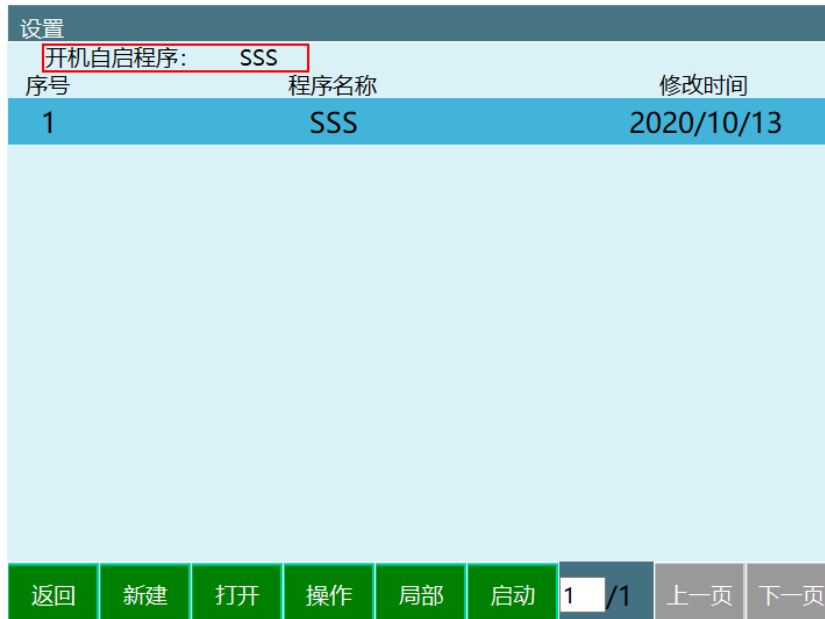 设置
开机自启程序: SSS
序号 程序名称 修改时间
1 SSS 2020/10/13
返回 新建 打开 操作 局部 启动 1 /1 上一页 下一页